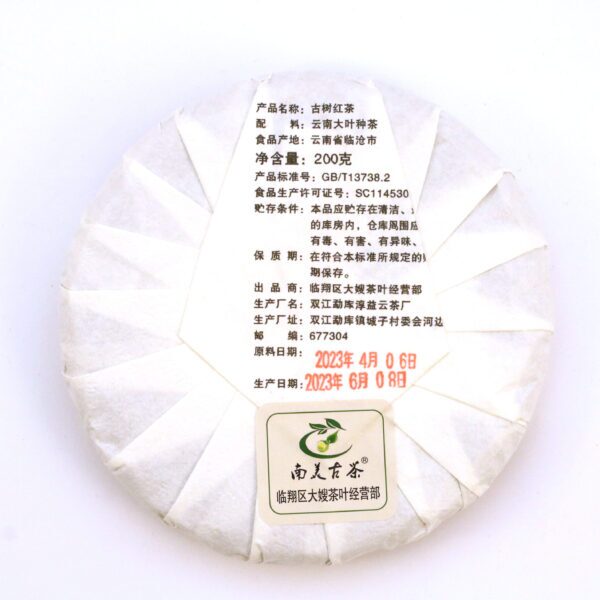 产品名称：古树红茶
配 料：云南大叶种茶
食品产地：云南省临沧市
净含量：200克
产品标准号：GB/T13738.2
食品生产许可证号：SC114530
贮存条件：本品应贮存在清洁、
的库房内，仓库周围应
有毒、有害、有异味、
保 质 期：在符合本标准所规定的
期保存。
出 品 商：临翔区大嫂茶叶经营部
生产厂名：双江勐库淳益云茶厂
生产厂址：双江勐库镇城子村委会河边
邮 编：677304
原料日期：2023年 4月 0 6日
生产日期：2023年 6月 0 8日
南美古茶®
临翔区大嫂茶叶经营部